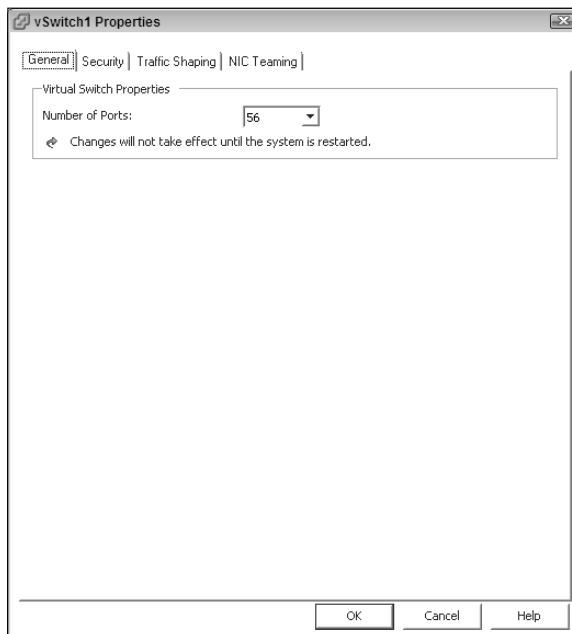 vSwitch1 Properties
General Security Traffic Shaping NIC Teaming
Virtual Switch Properties
Number of Ports: 56
Changes will not take effect until the system is restarted.
OK Cancel Help